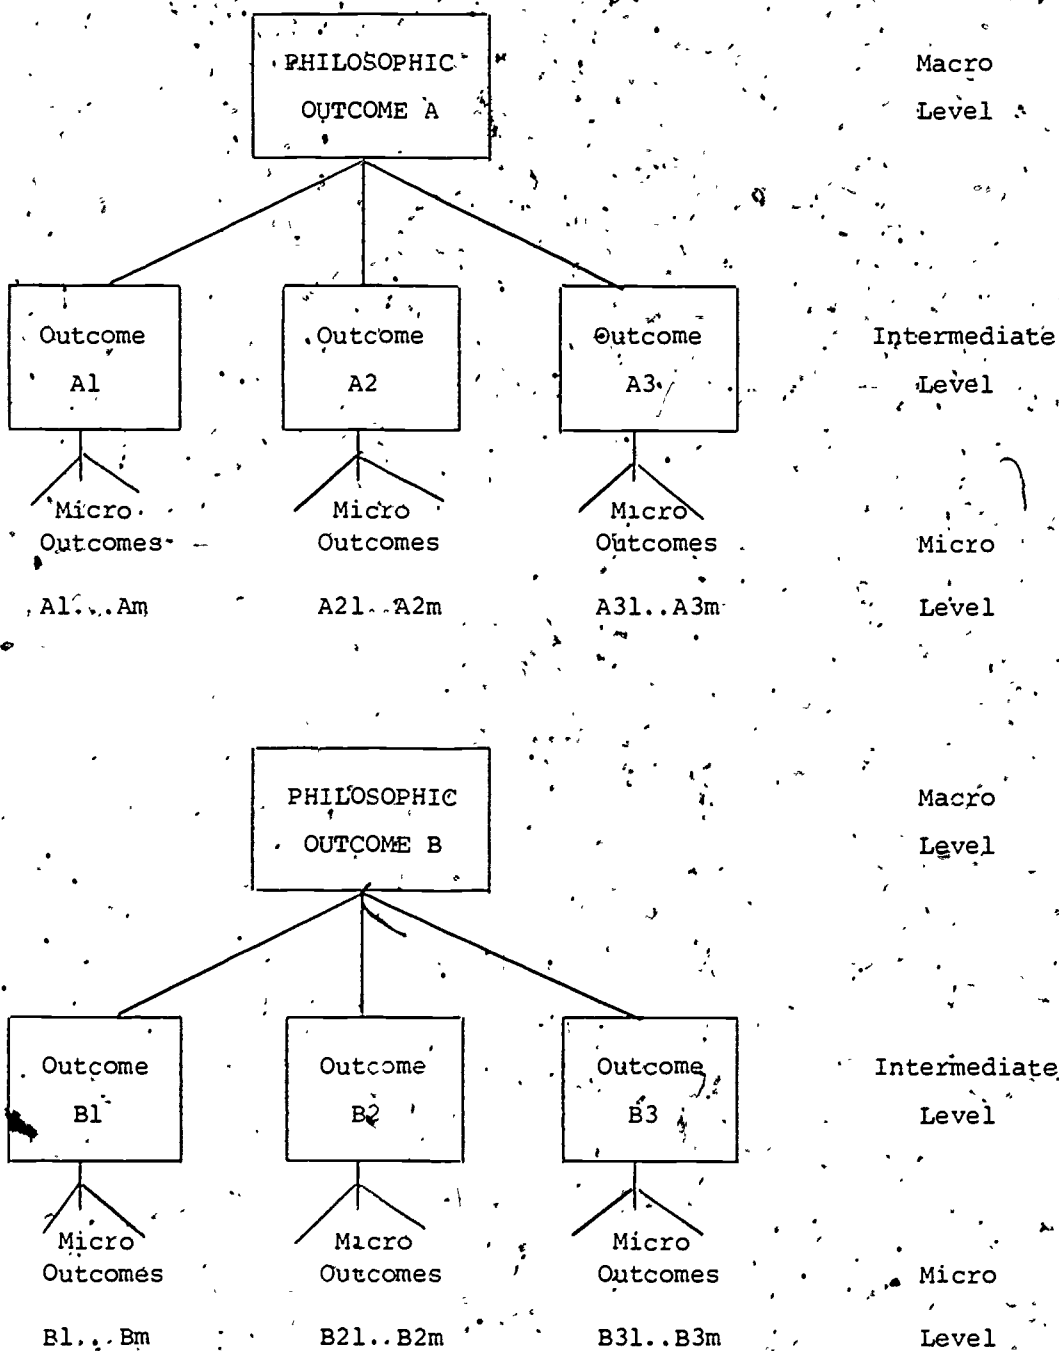 PHILOSOPHIC
OUTCOME A
Macro
Level
Outcome
A1
Outcome
A2
Outcome
A3
Intermediate
Level
Micro
Outcomes
A1...Am
Micro
Outcomes
A21..A2m
Micro
Outcomes
A31..A3m
Micro
Level
PHILOSOPHIC
OUTCOME B
Macro
Level
Outcome
B1
Outcome
B2
Outcome
B3
Intermediate
Level
Micro
Outcomes
B1...Bm
Micro
Outcomes
B21..B2m
Micro
Outcomes
B31..B3m
Micro
Level